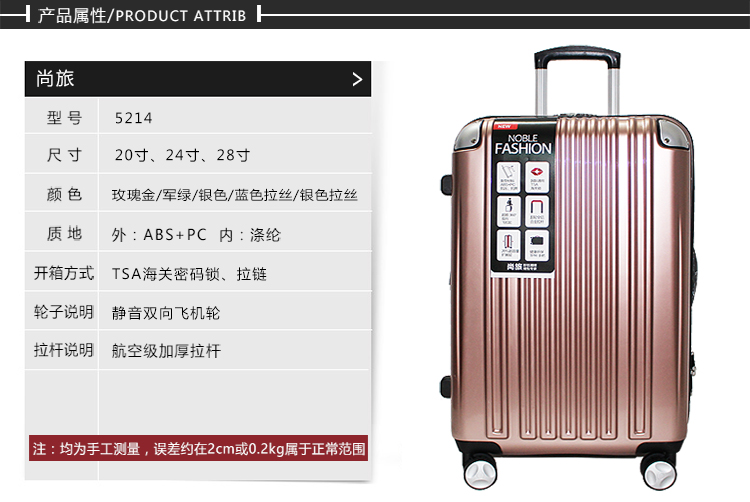 产品属性/PRODUCT ATTRIB
尚旅 >
型号 5214
尺寸 20寸、24寸、28寸
颜色 玫瑰金/军绿/银色/蓝色拉丝/银色拉丝
质地 外：ABS+PC 内：涤纶
开箱方式 TSA海关密码锁、拉链
轮子说明 静音双向飞机轮
拉杆说明 航空级加厚拉杆
注：均为手工测量，误差约在2cm或0.2kg属于正常范围
NEW
NOBLE
FASHION
尚旅